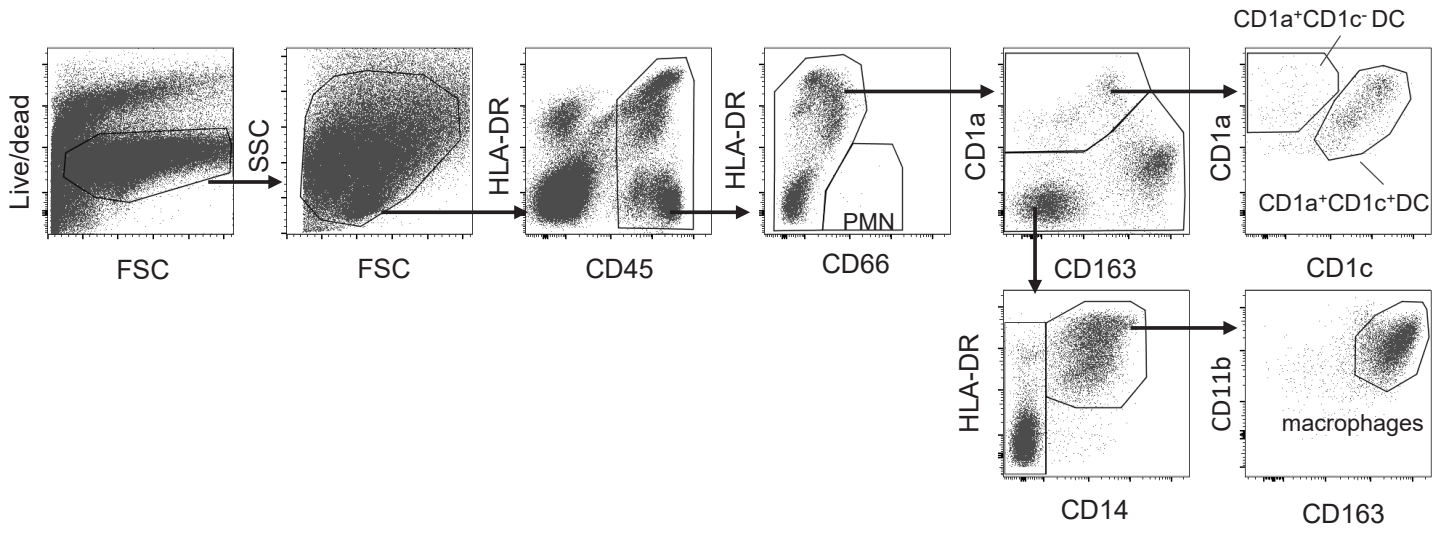 CD1a⁺CD1c⁻ DC
Live/dead
SSC
HLA-DR
HLA-DR
CD1a
CD1a
PMN
CD1a⁺CD1c⁺DC
FSC
FSC
CD45
CD66
CD163
CD1c
HLA-DR
CD11b
macrophages
CD14
CD163